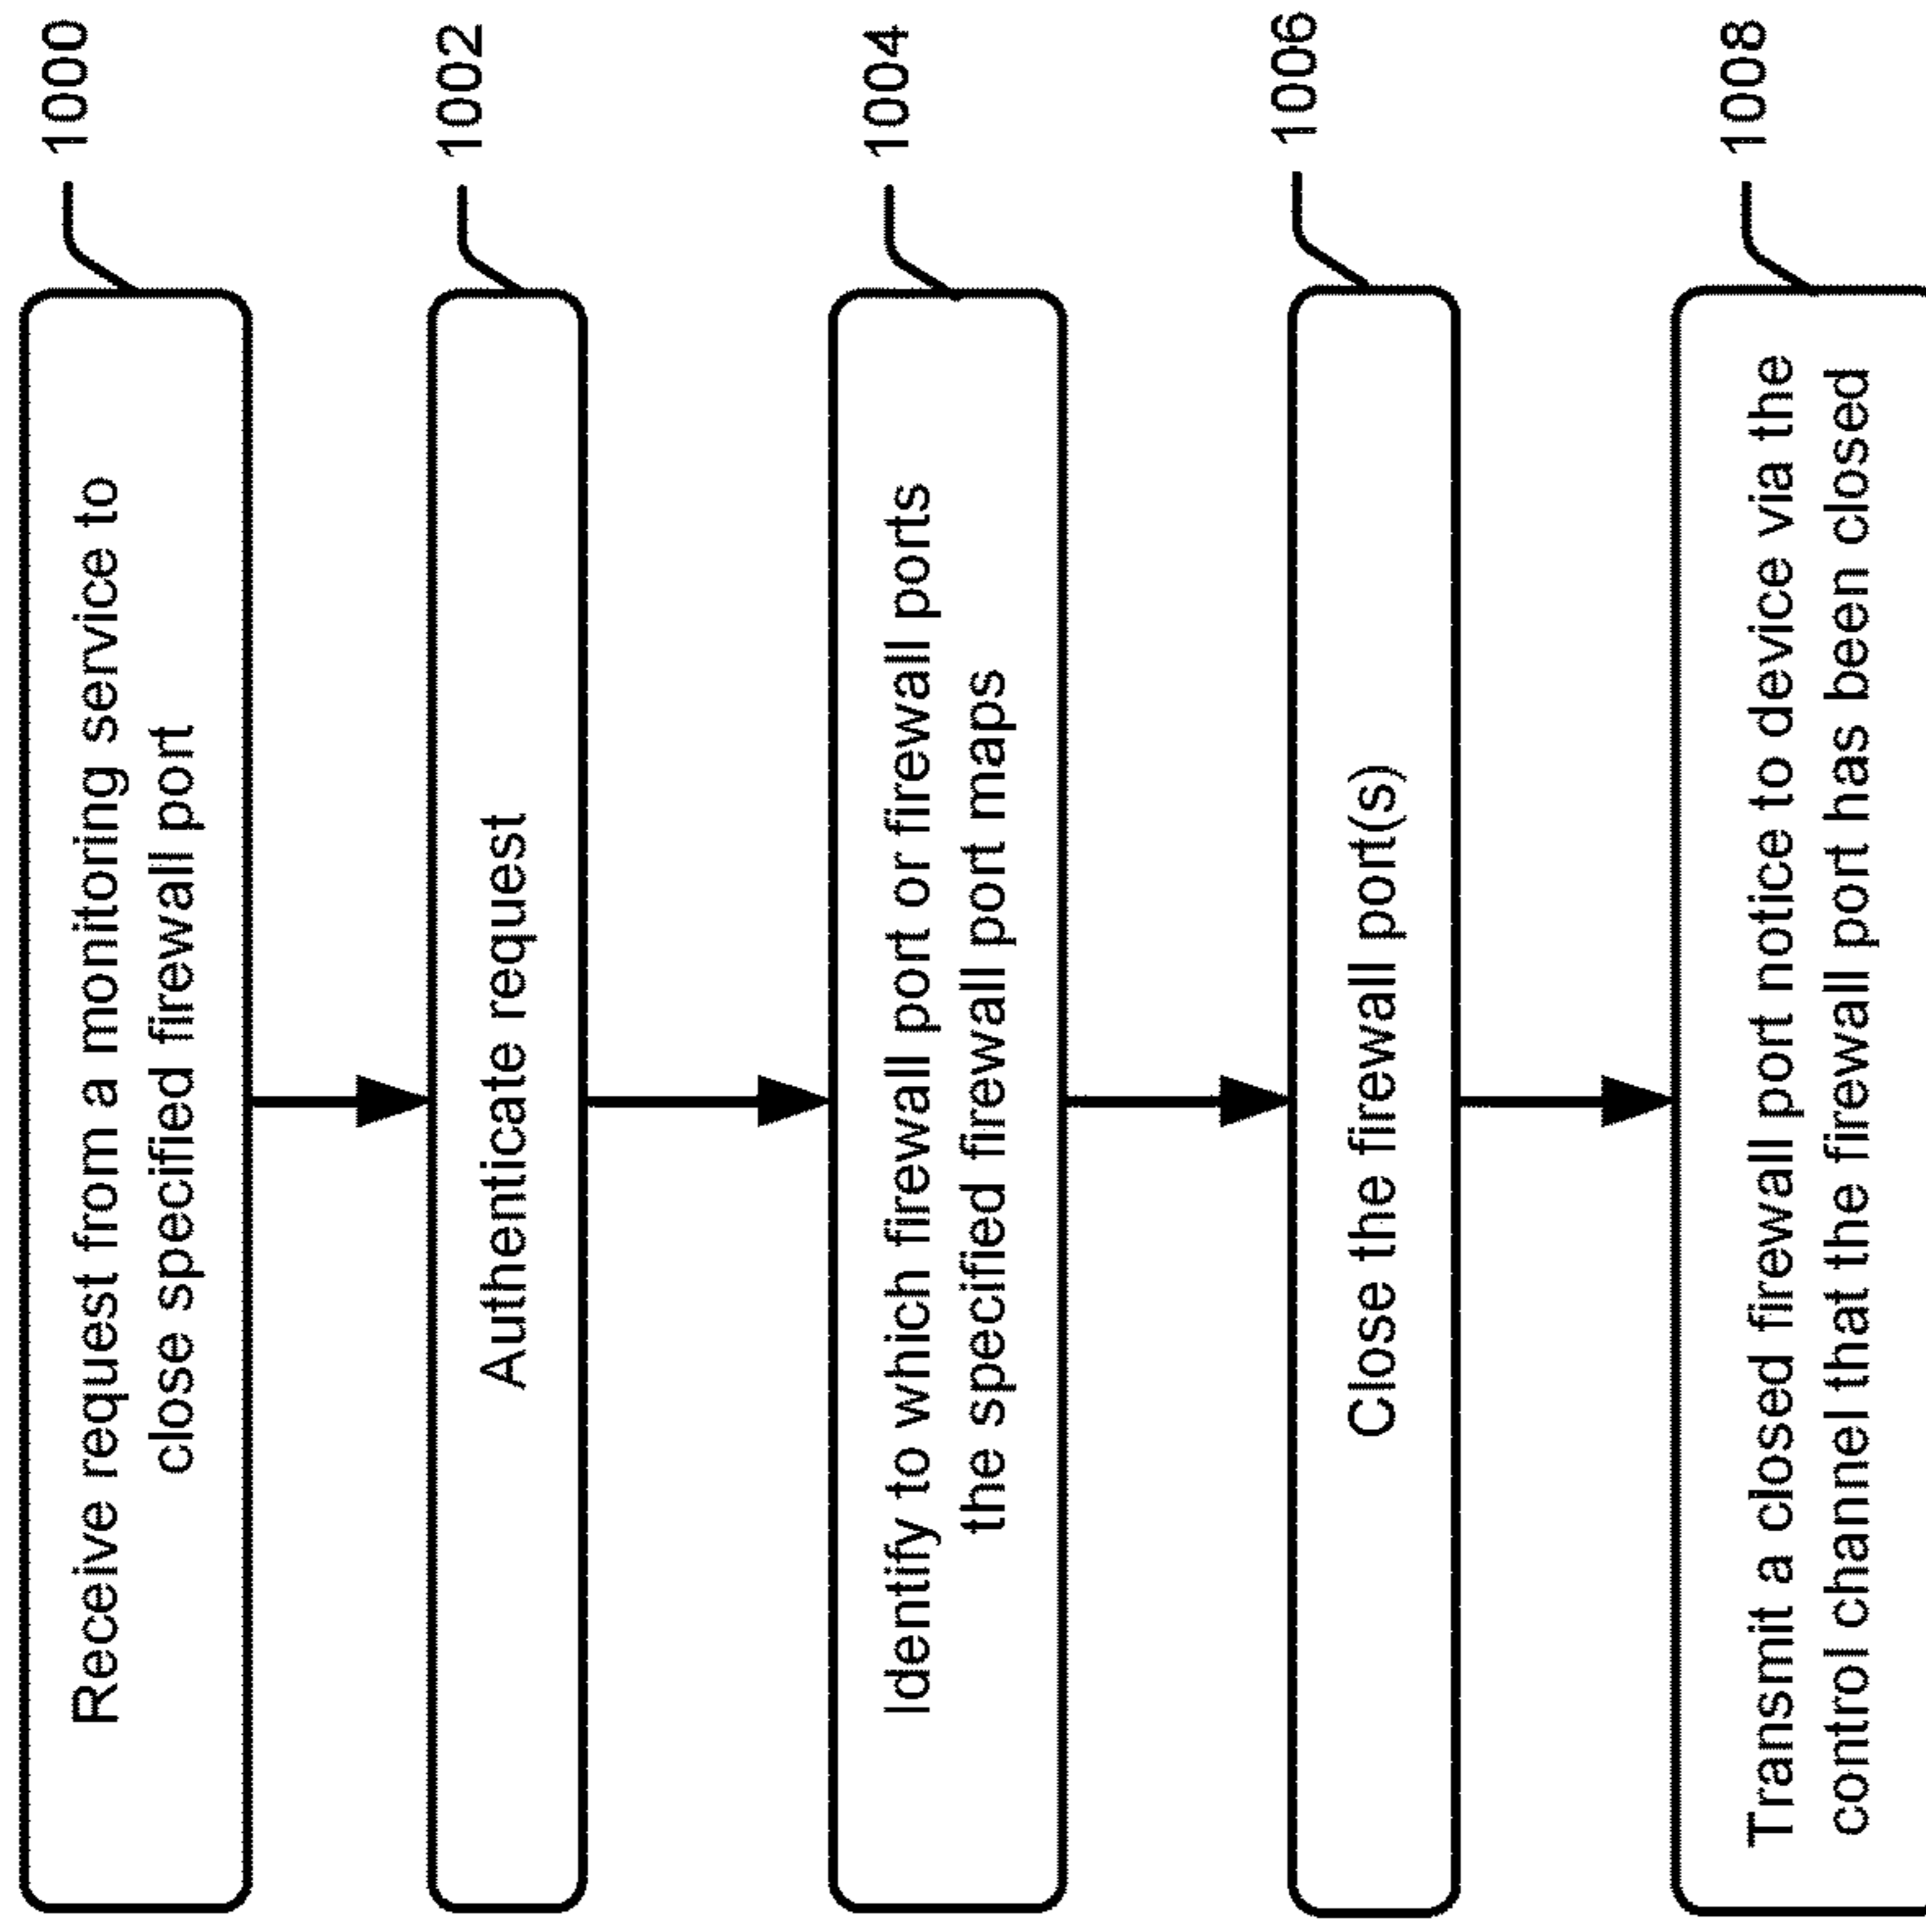 Receive request from a monitoring service to
close specified firewall port
1000
Authenticate request
1002
Identify to which firewall port or firewall ports
the specified firewall port maps
1004
Close the firewall port(s)
1006
Transmit a closed firewall port notice to device via the
control channel that the firewall port has been closed
1008